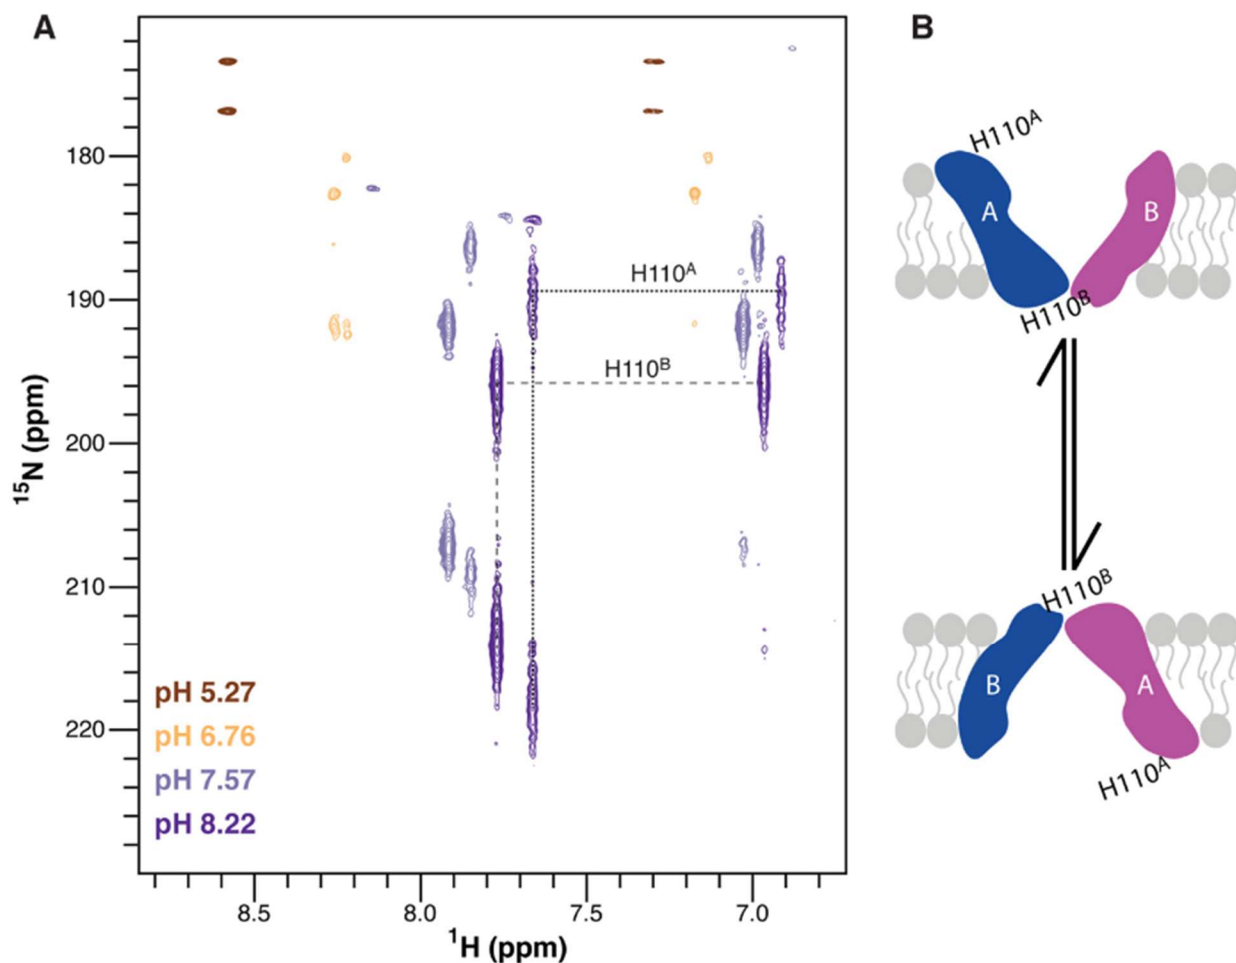 A
180
190
200
210
220
¹⁵N (ppm)
H110ᴬ
H110ᴮ
pH 5.27
pH 6.76
pH 7.57
pH 8.22
8.5
8.0
7.5
7.0
¹H (ppm)
B
H110ᴬ
A
B
H110ᴮ
H110ᴮ
B
A
H110ᴬ